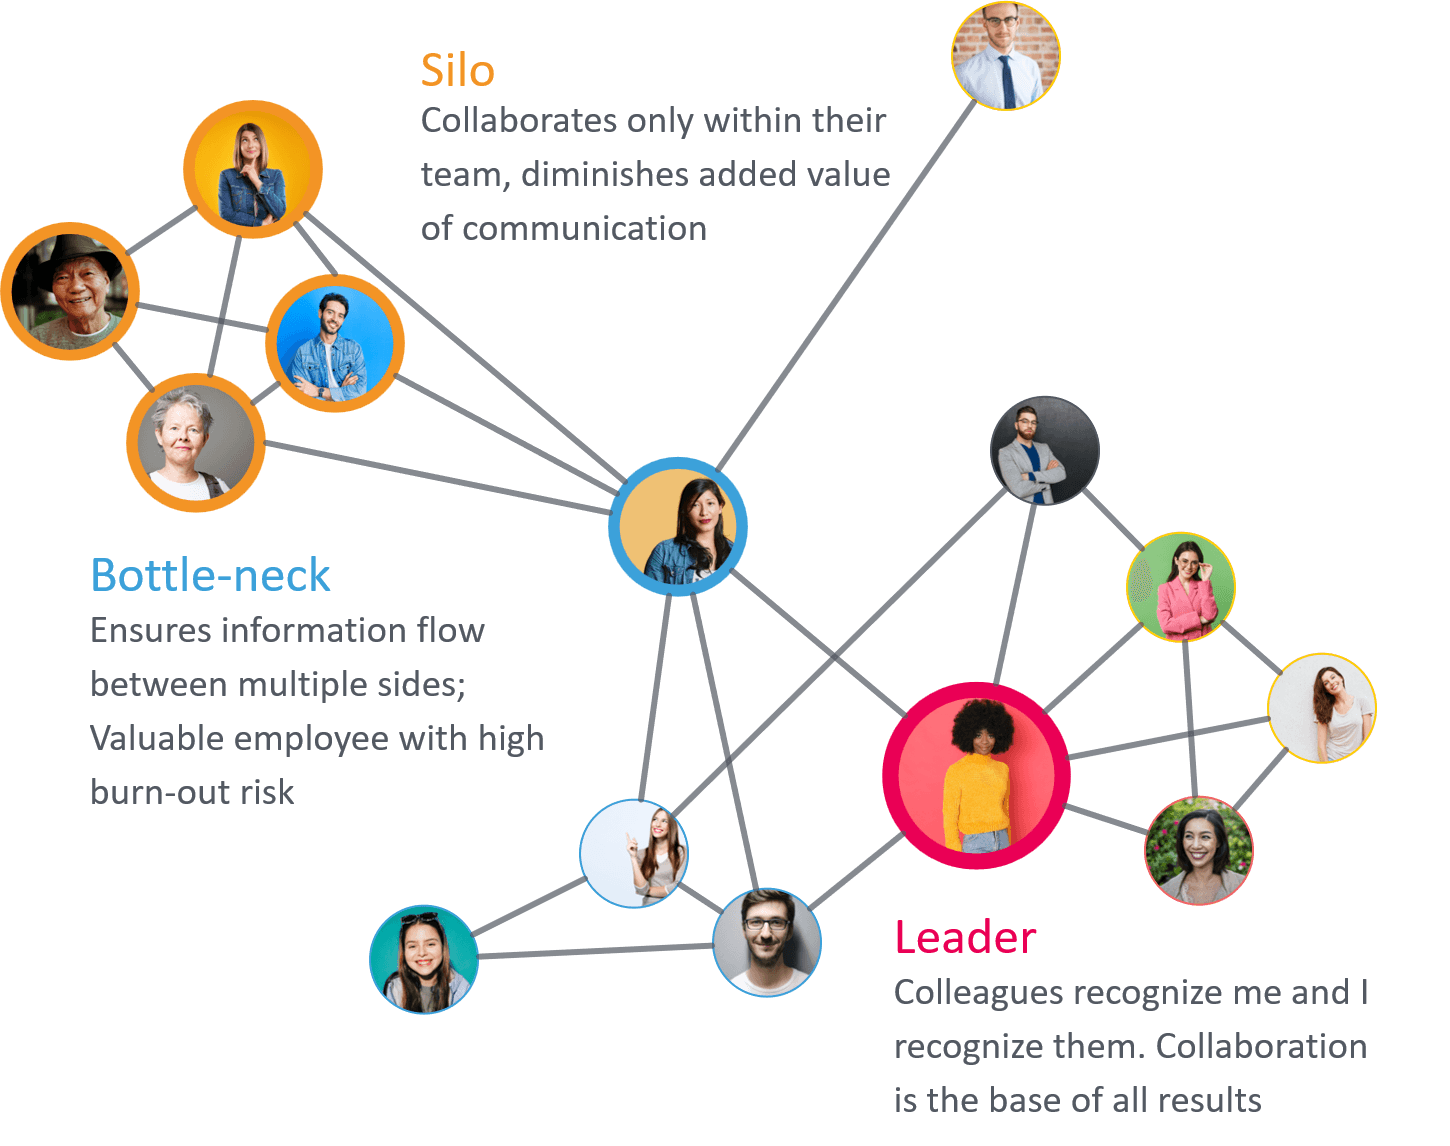 Silo
Collaborates only within their
team, diminishes added value
of communication
Bottle-neck
Ensures information flow
between multiple sides;
Valuable employee with high
burn-out risk
Leader
Colleagues recognize me and I
recognize them. Collaboration
is the base of all results